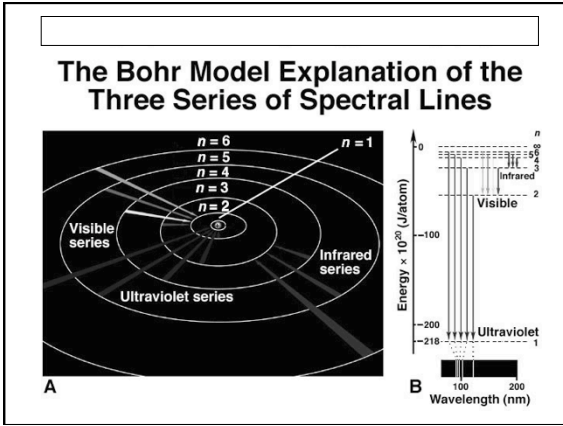 The Bohr Model Explanation of the
Three Series of Spectral Lines
n = 6
n = 5
n = 4
n = 3
n = 2
n = 1
Visible
series
Infrared
series
Ultraviolet series
A
n
0
∞
6
5
4
3
Infrared
2
Visible
−100
Energy × 10²⁰ (J/atom)
−200
Ultraviolet
−218
1
B
100
200
Wavelength (nm)